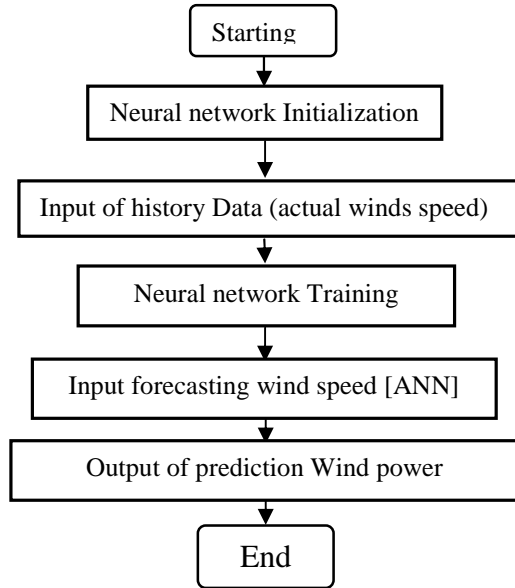 Starting
Neural network Initialization
Input of history Data (actual winds speed)
Neural network Training
Input forecasting wind speed [ANN]
Output of prediction Wind power
End